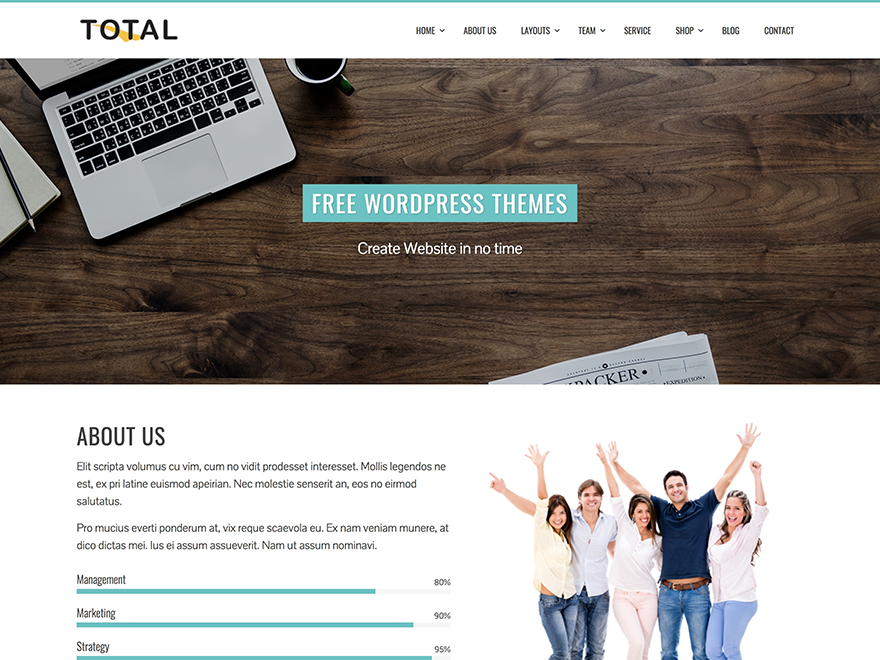 TOTAL
HOME ABOUT US LAYOUTS TEAM SERVICE SHOP BLOG CONTACT
FREE WORDPRESS THEMES
Create Website in no time
PACKER
EXPEDITION
ABOUT US
Elit scripta volumus cu vim, cum no vidit prodesset interesset. Mollis legendos ne
est, ex pri latine euismod apeirian. Nec molestie senserit an, eos no eirmod
salutatus.
Pro mucius everti ponderum at, vix reque scaevola eu. Ex nam veniam munere, at
dico dictas mei. Ius ei assum assueverit. Nam ut assum nominavi.
Management 80%
Marketing 90%
Strategy 95%